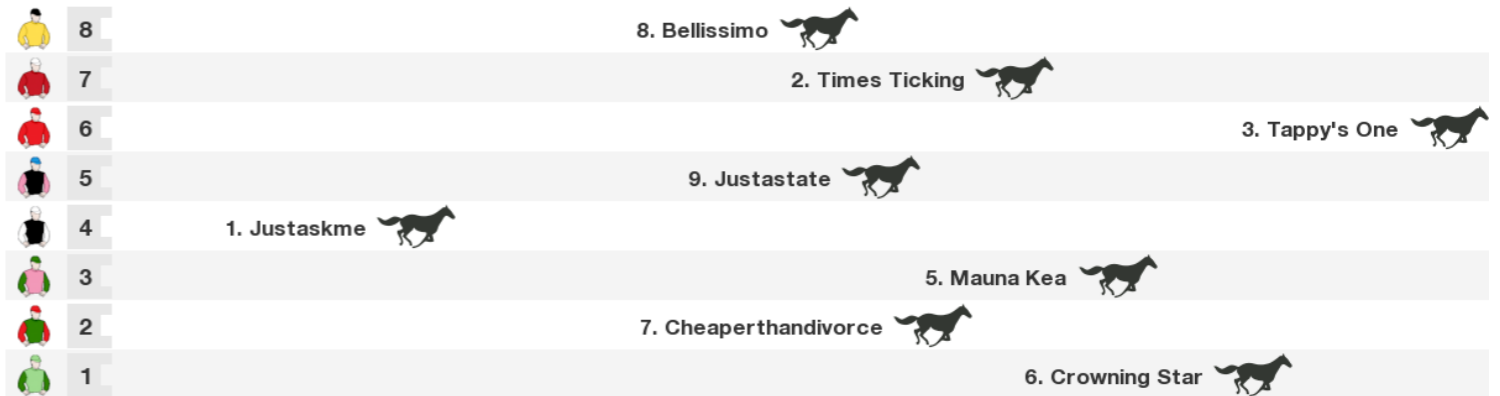 8 8. Bellissimo
7 2. Times Ticking
6 3. Tappy's One
5 9. Justastate
4 1. Justaskme
3 5. Mauna Kea
2 7. Cheaperthandivorce
1 6. Crowning Star